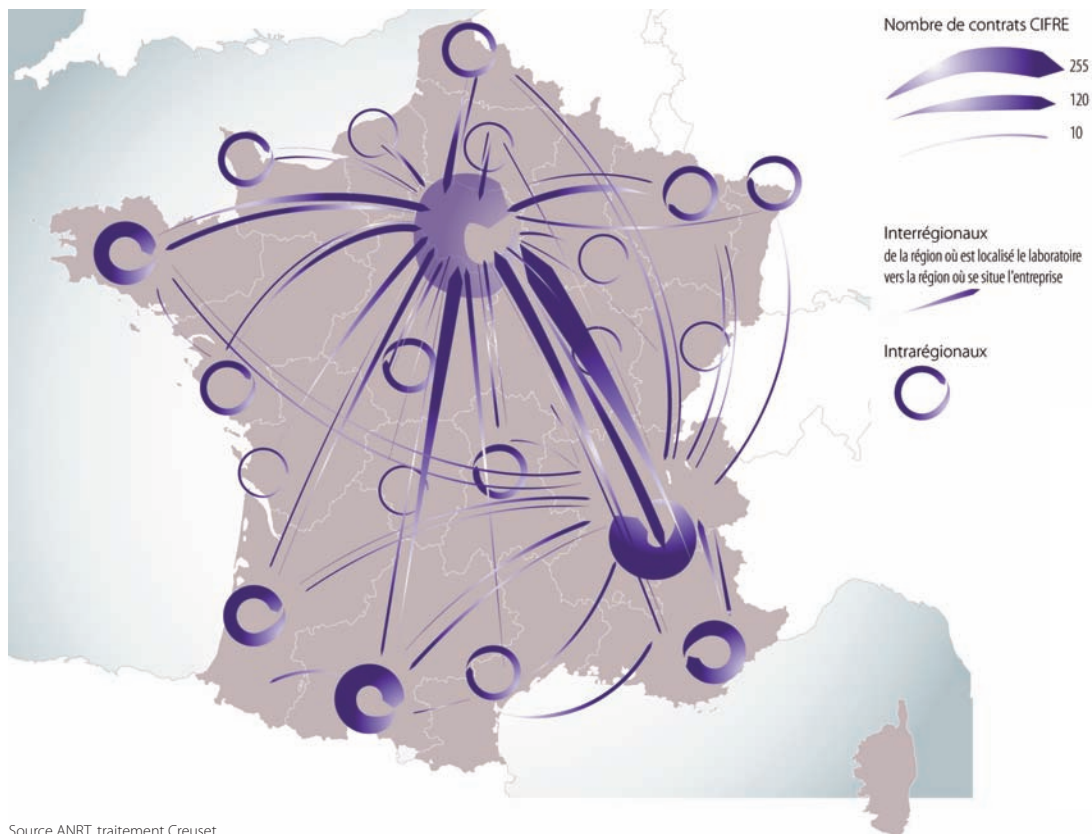 Nombre de contrats CIFRE
255
120
10
Interrégionaux
de la région où est localisé le laboratoire
vers la région où se situe l'entreprise
Intrarégionaux
Source ANRT, traitement Creuset